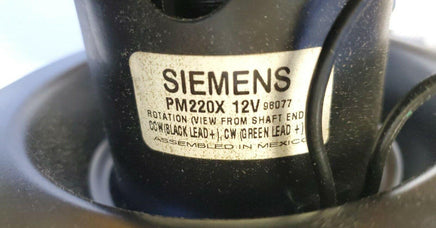 SIEMENS
PM220X 12V 98077
ROTATION (VIEW FROM SHAFT END
CCW(BLACK LEAD+), CW (GREEN LEAD +)
ASSEMBLED IN MEXICO